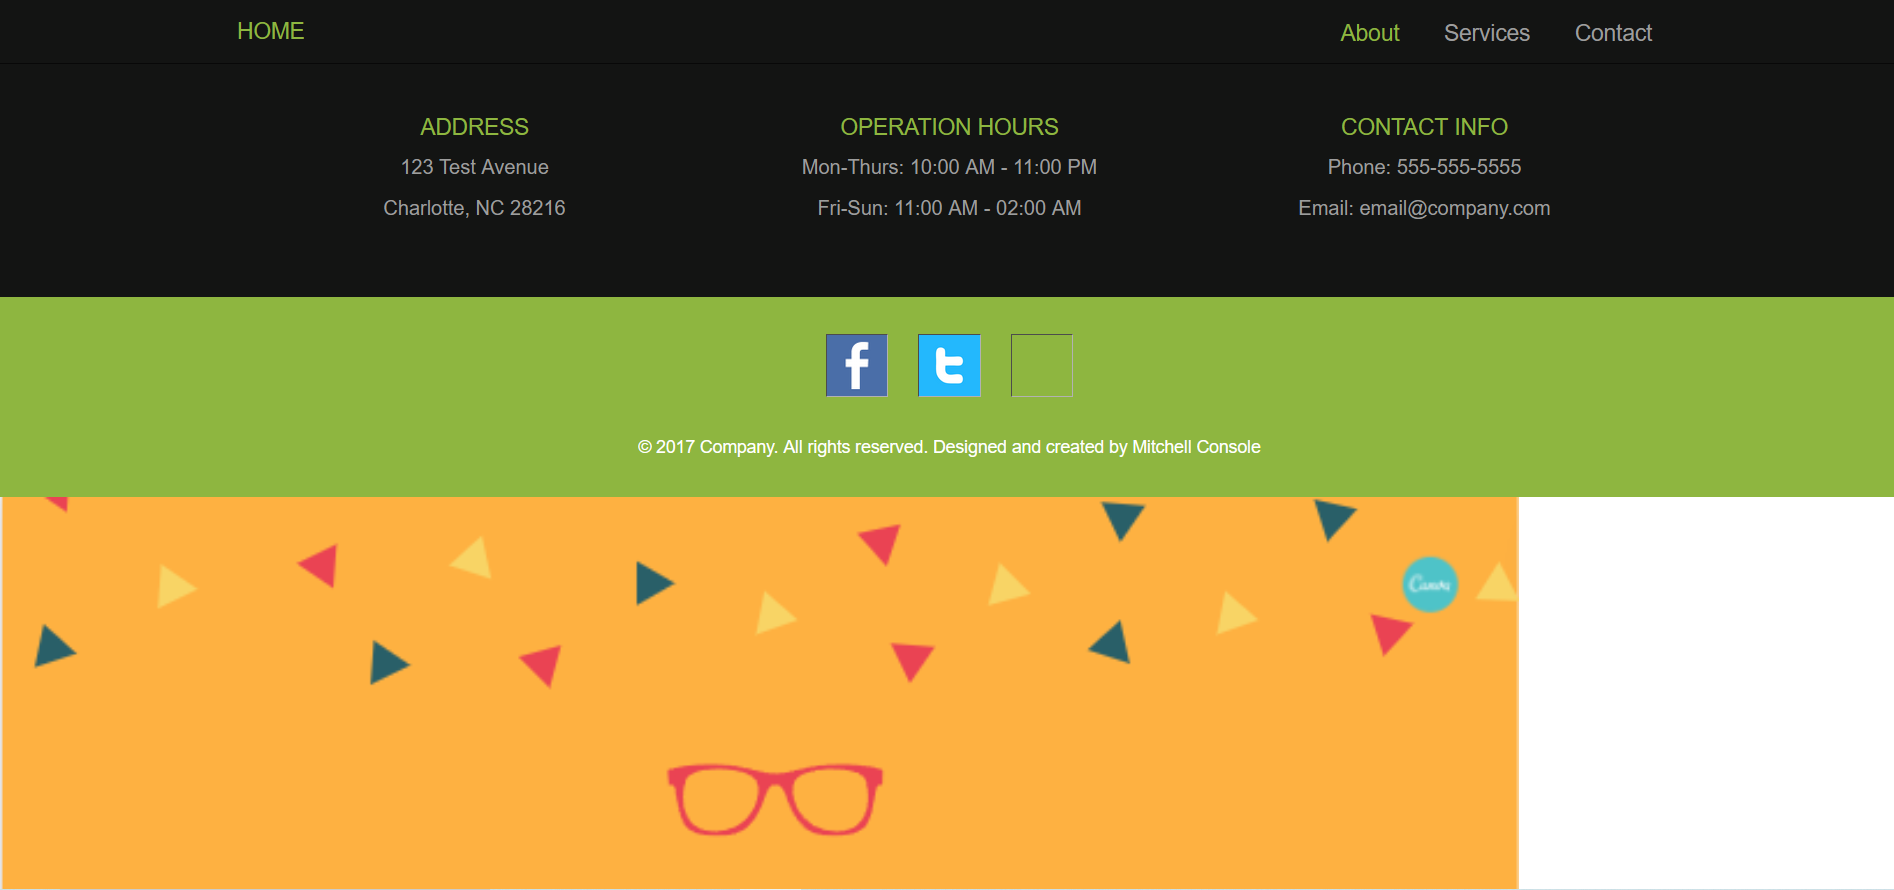 HOME
About Services Contact
ADDRESS
123 Test Avenue
Charlotte, NC 28216
OPERATION HOURS
Mon-Thurs: 10:00 AM - 11:00 PM
Fri-Sun: 11:00 AM - 02:00 AM
CONTACT INFO
Phone: 555-555-5555
Email: email@company.com
f
t
© 2017 Company. All rights reserved. Designed and created by Mitchell Console
Canva